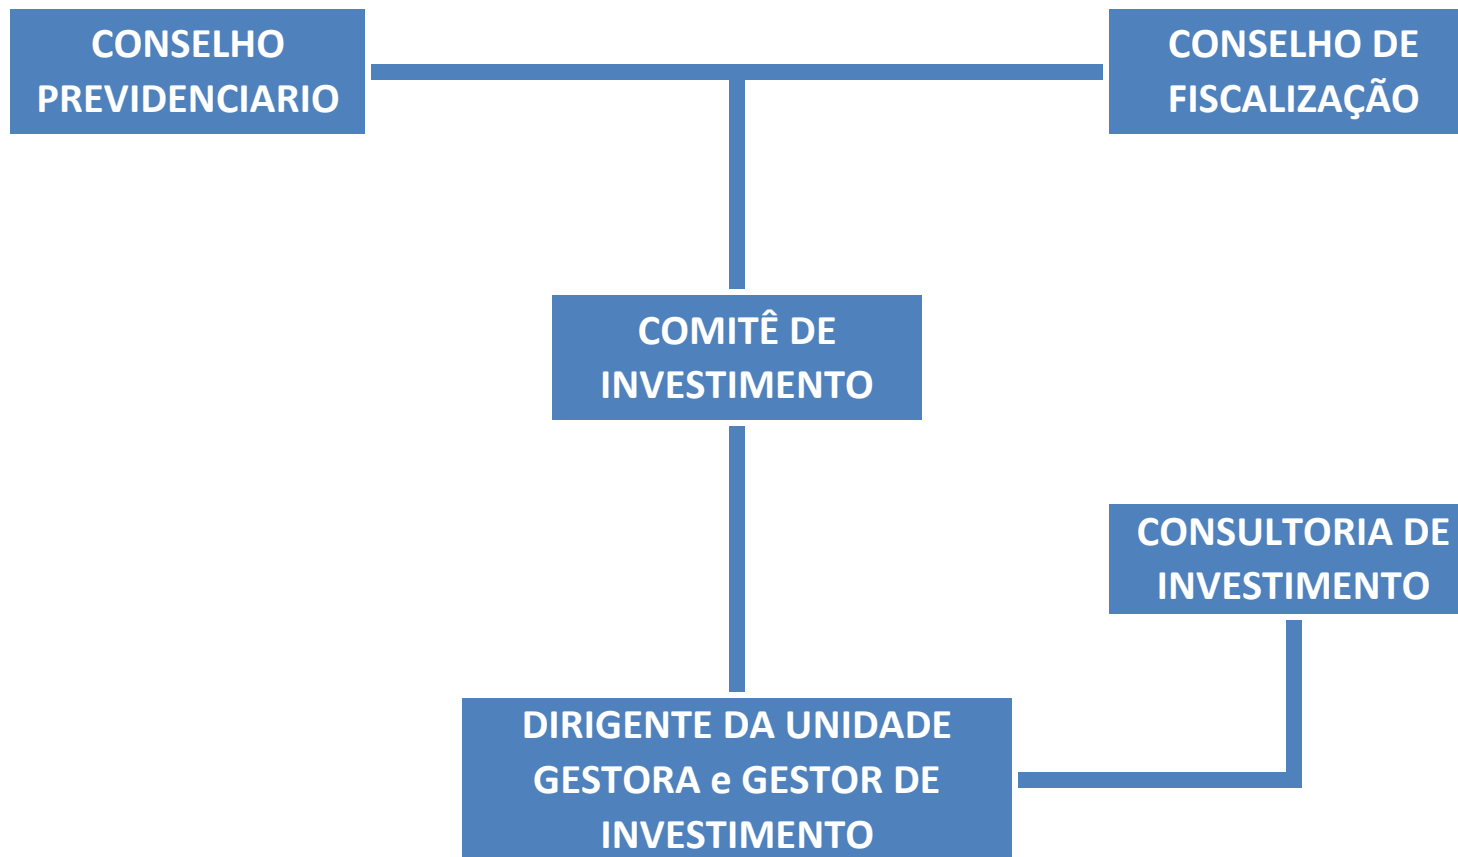 CONSELHO
PREVIDENCIARIO
CONSELHO DE
FISCALIZAÇÃO
COMITÊ DE
INVESTIMENTO
CONSULTORIA DE
INVESTIMENTO
DIRIGENTE DA UNIDADE
GESTORA e GESTOR DE
INVESTIMENTO